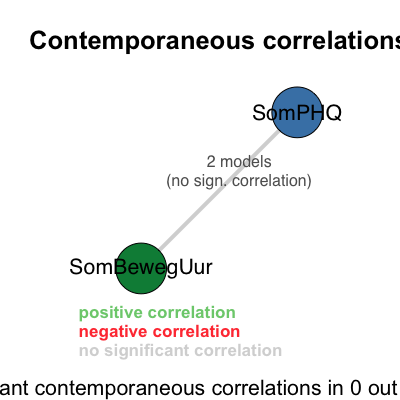 Contemporaneous correlations
SomPHQ
2 models
(no sign. correlation)
SomBewegUur
positive correlation
negative correlation
no significant correlation
ant contemporaneous correlations in 0 out